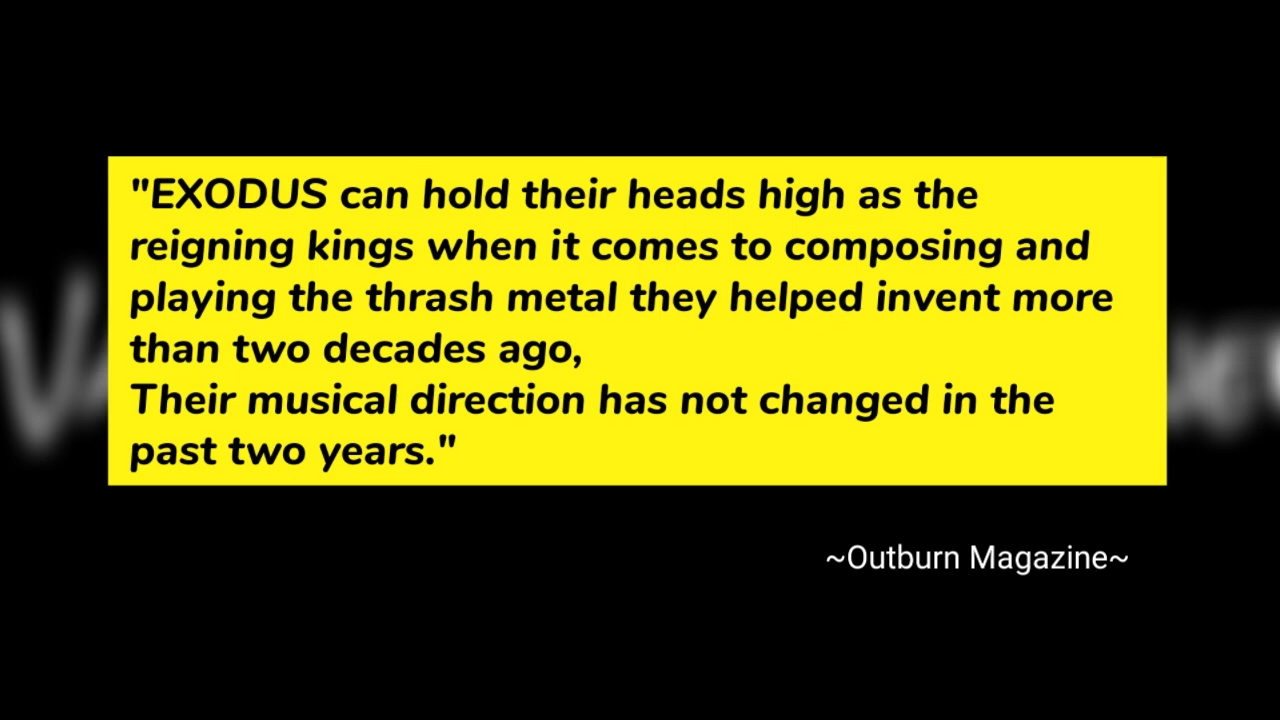 "EXODUS can hold their heads high as the
reigning kings when it comes to composing and
playing the thrash metal they helped invent more
than two decades ago,
Their musical direction has not changed in the
past two years."
~Outburn Magazine~